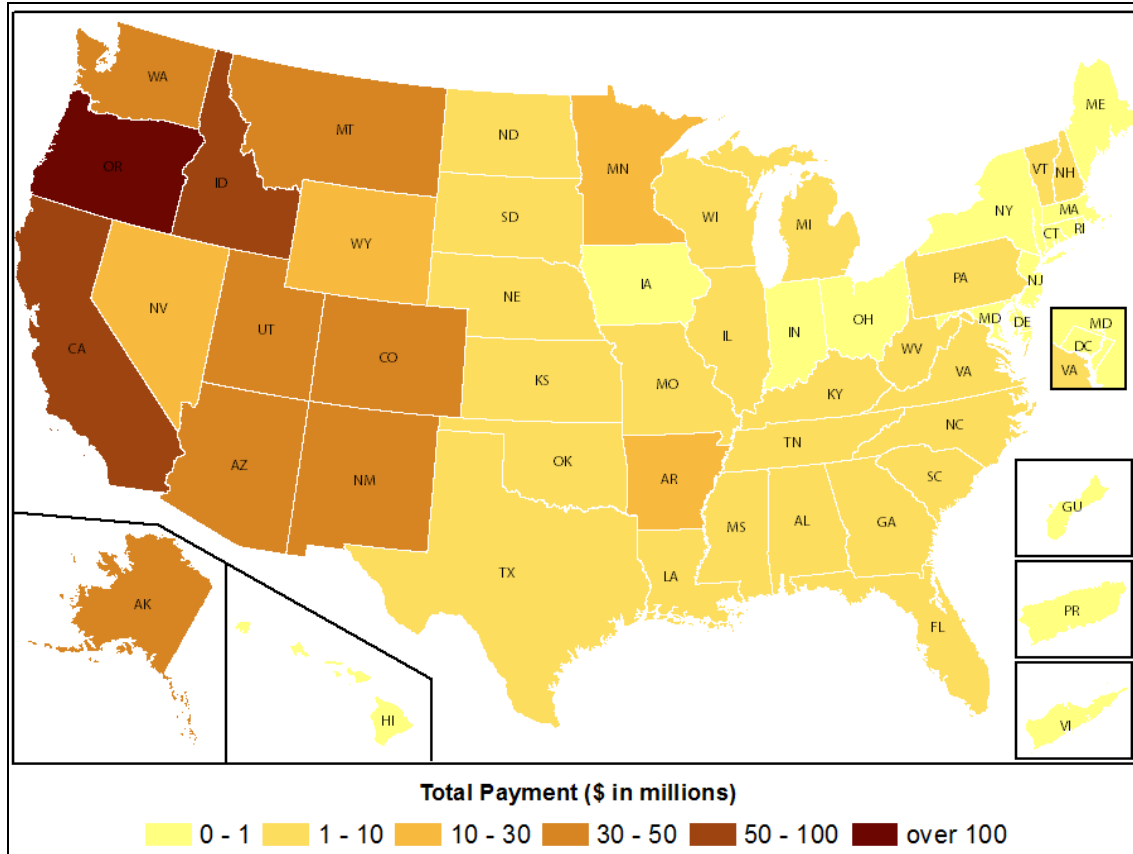 WA
MT
ND
MN
ME
OR
ID
SD
WI
MI
VT
NH
NY
MA
CT
RI
WY
NE
IA
PA
NJ
NV
UT
CO
IL
IN
OH
MD
DE
MD
DC
VA
CA
KS
MO
WV
VA
KY
AZ
NM
OK
AR
TN
NC
SC
MS
AL
GA
GU
TX
LA
AK
FL
PR
HI
VI
Total Payment ($ in millions)
0 - 1 1 - 10 10 - 30 30 - 50 50 - 100 over 100